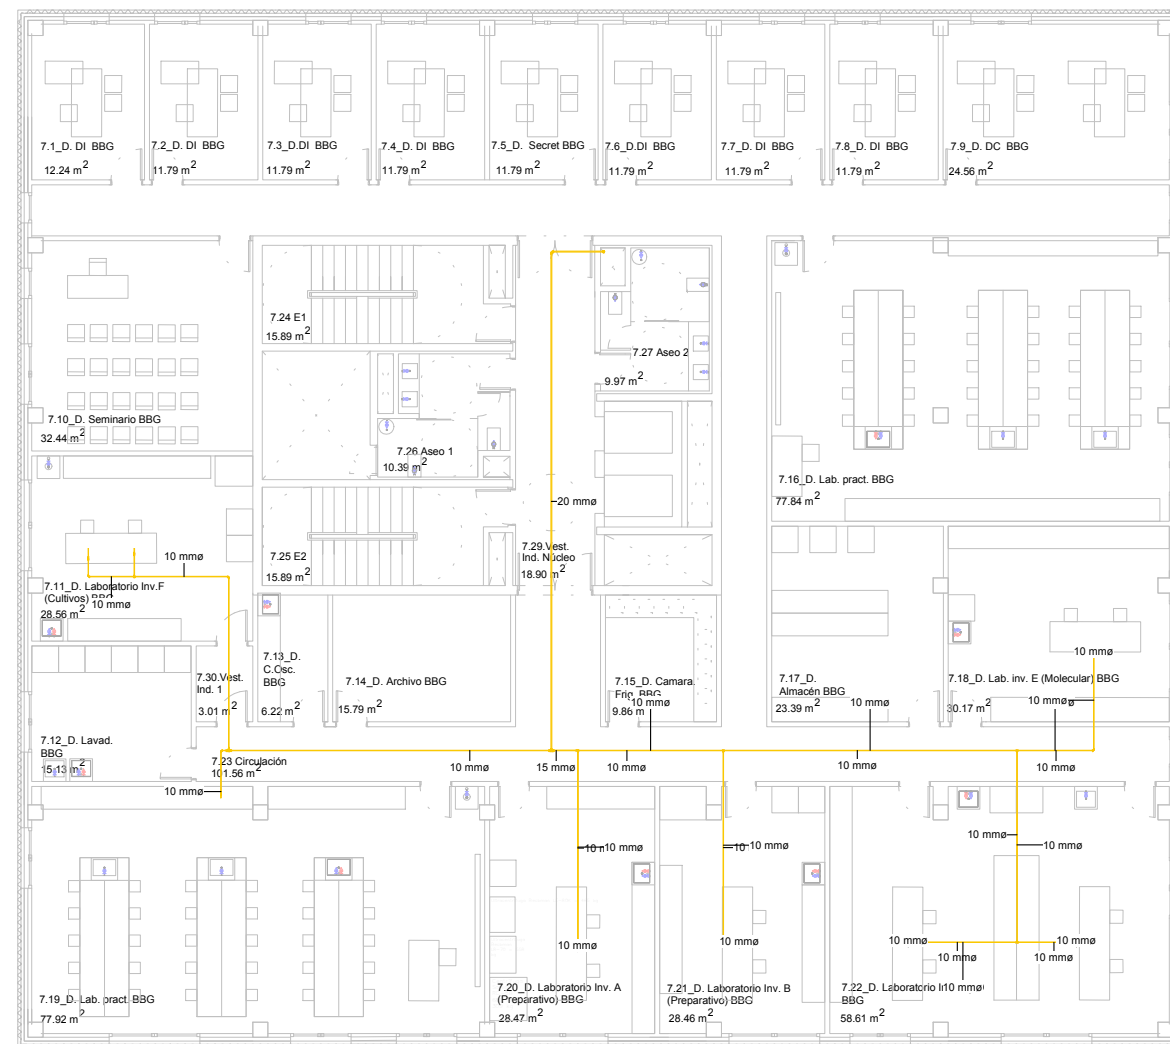 7.1_D. DI BBG
12.24 m2
7.2_D. DI BBG
11.79 m2
7.3_D.DI BBG
11.79 m2
7.4_D. DI BBG
11.79 m2
7.5_D. Secret BBG
11.79 m2
7.6_D.DI BBG
11.79 m2
7.7_D. DI BBG
11.79 m2
7.8_D. DI BBG
11.79 m2
7.9_D. DC BBG
24.56 m2
7.24 E1
15.89 m2
7.27 Aseo 2
9.97 m2
7.10_D. Seminario BBG
32.44 m2
7.26 Aseo 1
10.39 m2
7.16_D. Lab. pract. BBG
77.84 m2
20 mmø
7.25 E2
15.89 m2
7.29.Vest.
Ind. Núcleo
18.90 m2
10 mmø
7.11_D. Laboratorio Inv.F
(Cultivos) BBG
28.56 m2
10 mmø
7.30.Vest.
Ind. 1
3.01 m2
7.13_D.
C.Osc.
BBG
6.22 m2
7.14_D. Archivo BBG
15.79 m2
7.15_D. Camara.
Frio. BBG
9.86 m
10 mmø
7.17_D.
Almacén BBG
23.39 m2
10 mmø
10 mmø
7.18_D. Lab. inv. E (Molecular) BBG
30.17 m2
10 mmø
7.12_D. Lavad.
BBG
15.13 m2
7.23 Circulación
101.56 m2
10 mmø
10 mmø
15 mmø
10 mmø
10 mmø
10 mmø
10 mmø
10 mmø
10 mmø
10 mmø
10 mmø
10 mmø
10 mmø
10 mmø
10 mmø
10 mmø
10 mmø
7.19_D. Lab. pract. BBG
77.92 m2
7.20_D. Laboratorio Inv. A
(Preparativo) BBG
28.47 m2
7.21_D. Laboratorio Inv. B
(Preparativo) BBG
28.46 m2
7.22_D. Laboratorio
10 mmø
BBG
58.61 m2